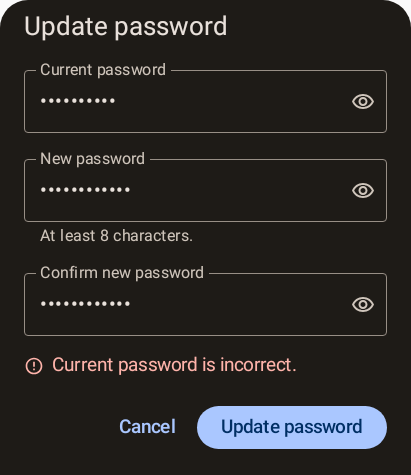 Update password
Current password
••••••••••
New password
••••••••••••
At least 8 characters.
Confirm new password
••••••••••••
Current password is incorrect.
Cancel
Update password